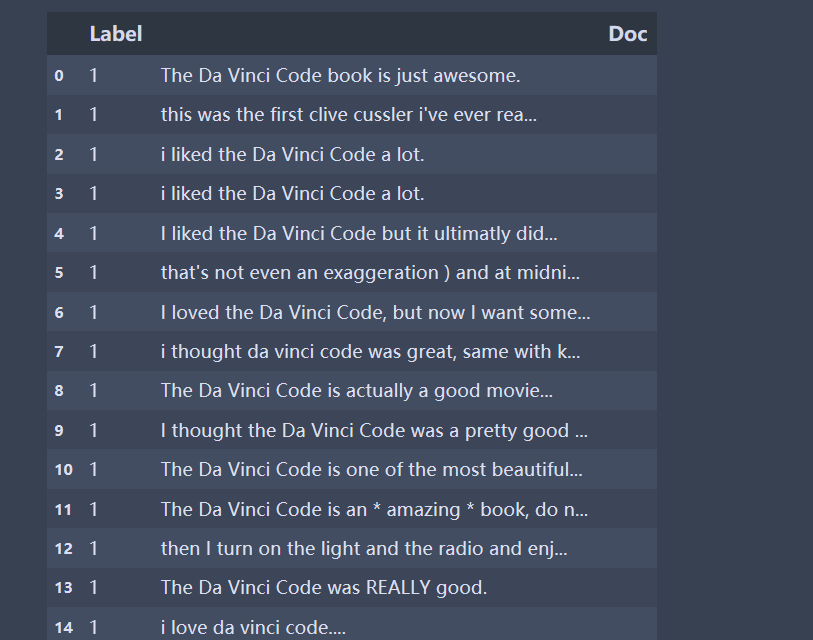 Label Doc
0 1 The Da Vinci Code book is just awesome.
1 1 this was the first clive cussler i've ever rea...
2 1 i liked the Da Vinci Code a lot.
3 1 i liked the Da Vinci Code a lot.
4 1 I liked the Da Vinci Code but it ultimatly did...
5 1 that's not even an exaggeration ) and at midni...
6 1 I loved the Da Vinci Code, but now I want some...
7 1 i thought da vinci code was great, same with k...
8 1 The Da Vinci Code is actually a good movie...
9 1 I thought the Da Vinci Code was a pretty good ...
10 1 The Da Vinci Code is one of the most beautiful...
11 1 The Da Vinci Code is an * amazing * book, do n...
12 1 then I turn on the light and the radio and enj...
13 1 The Da Vinci Code was REALLY good.
14 1 i love da vinci code....